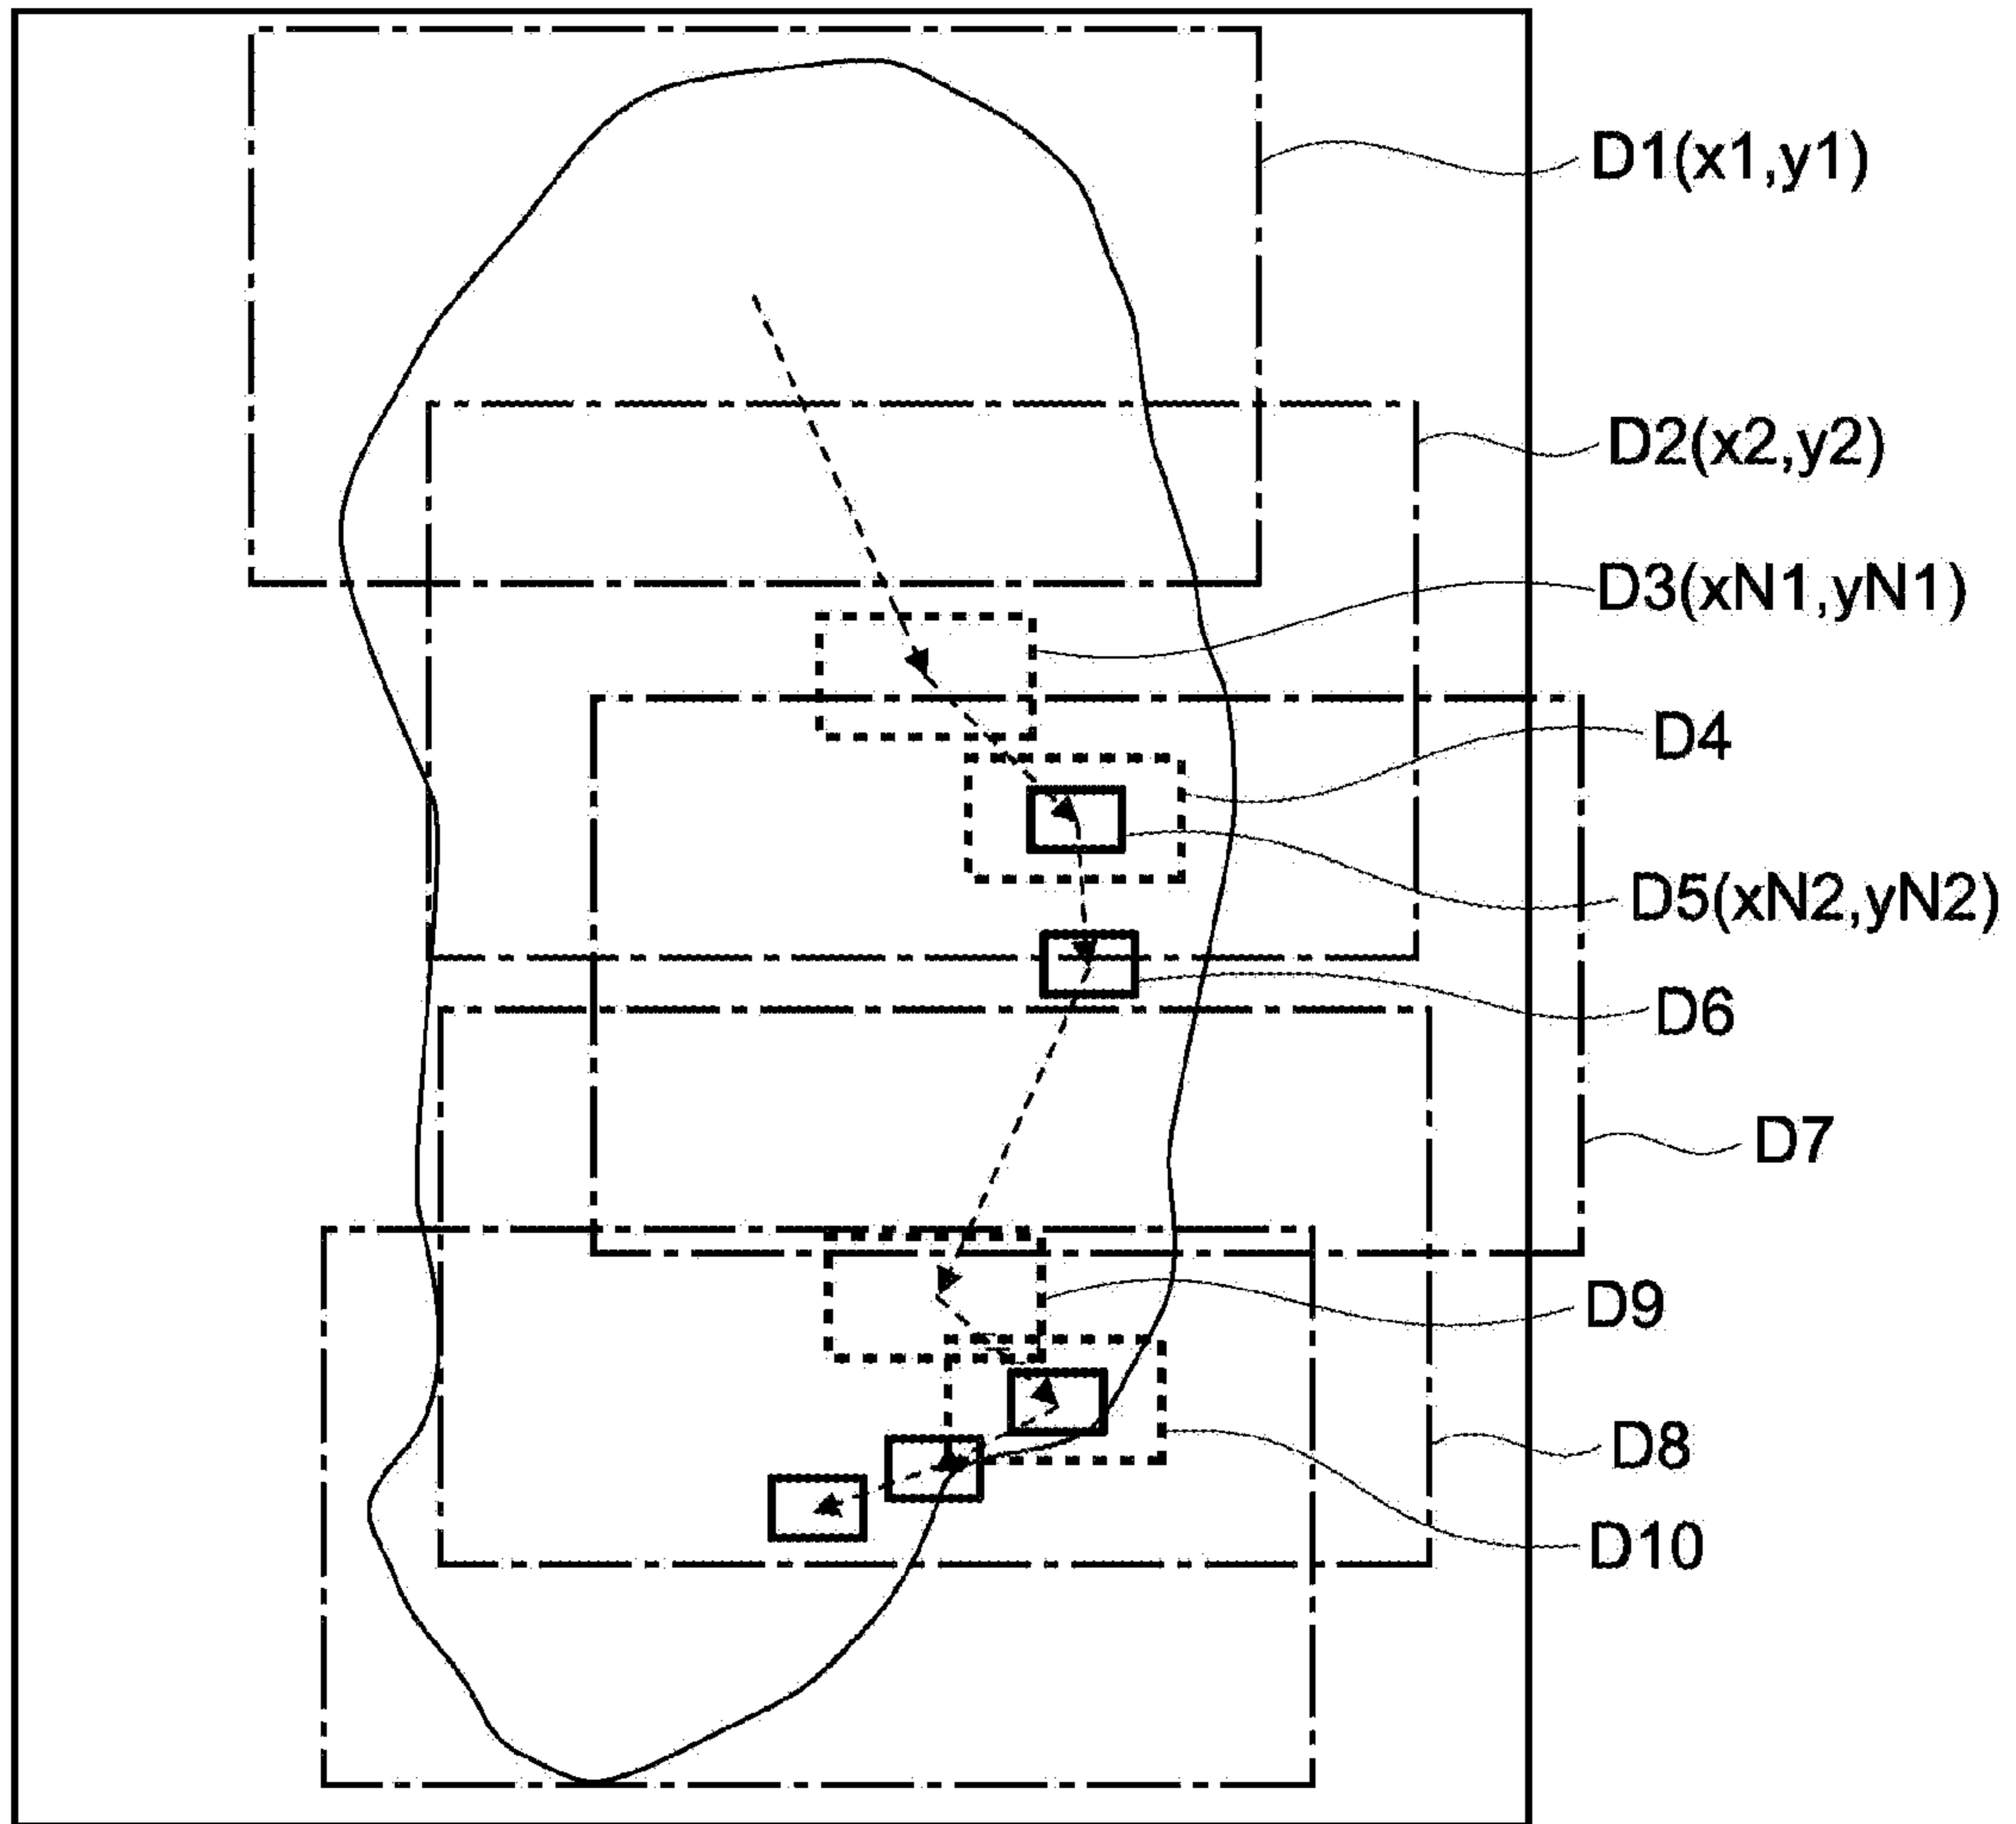 D1(x1,y1)
D2(x2,y2)
D3(xN1,yN1)
D4
D5(xN2,yN2)
D6
D7
D9
D8
D10